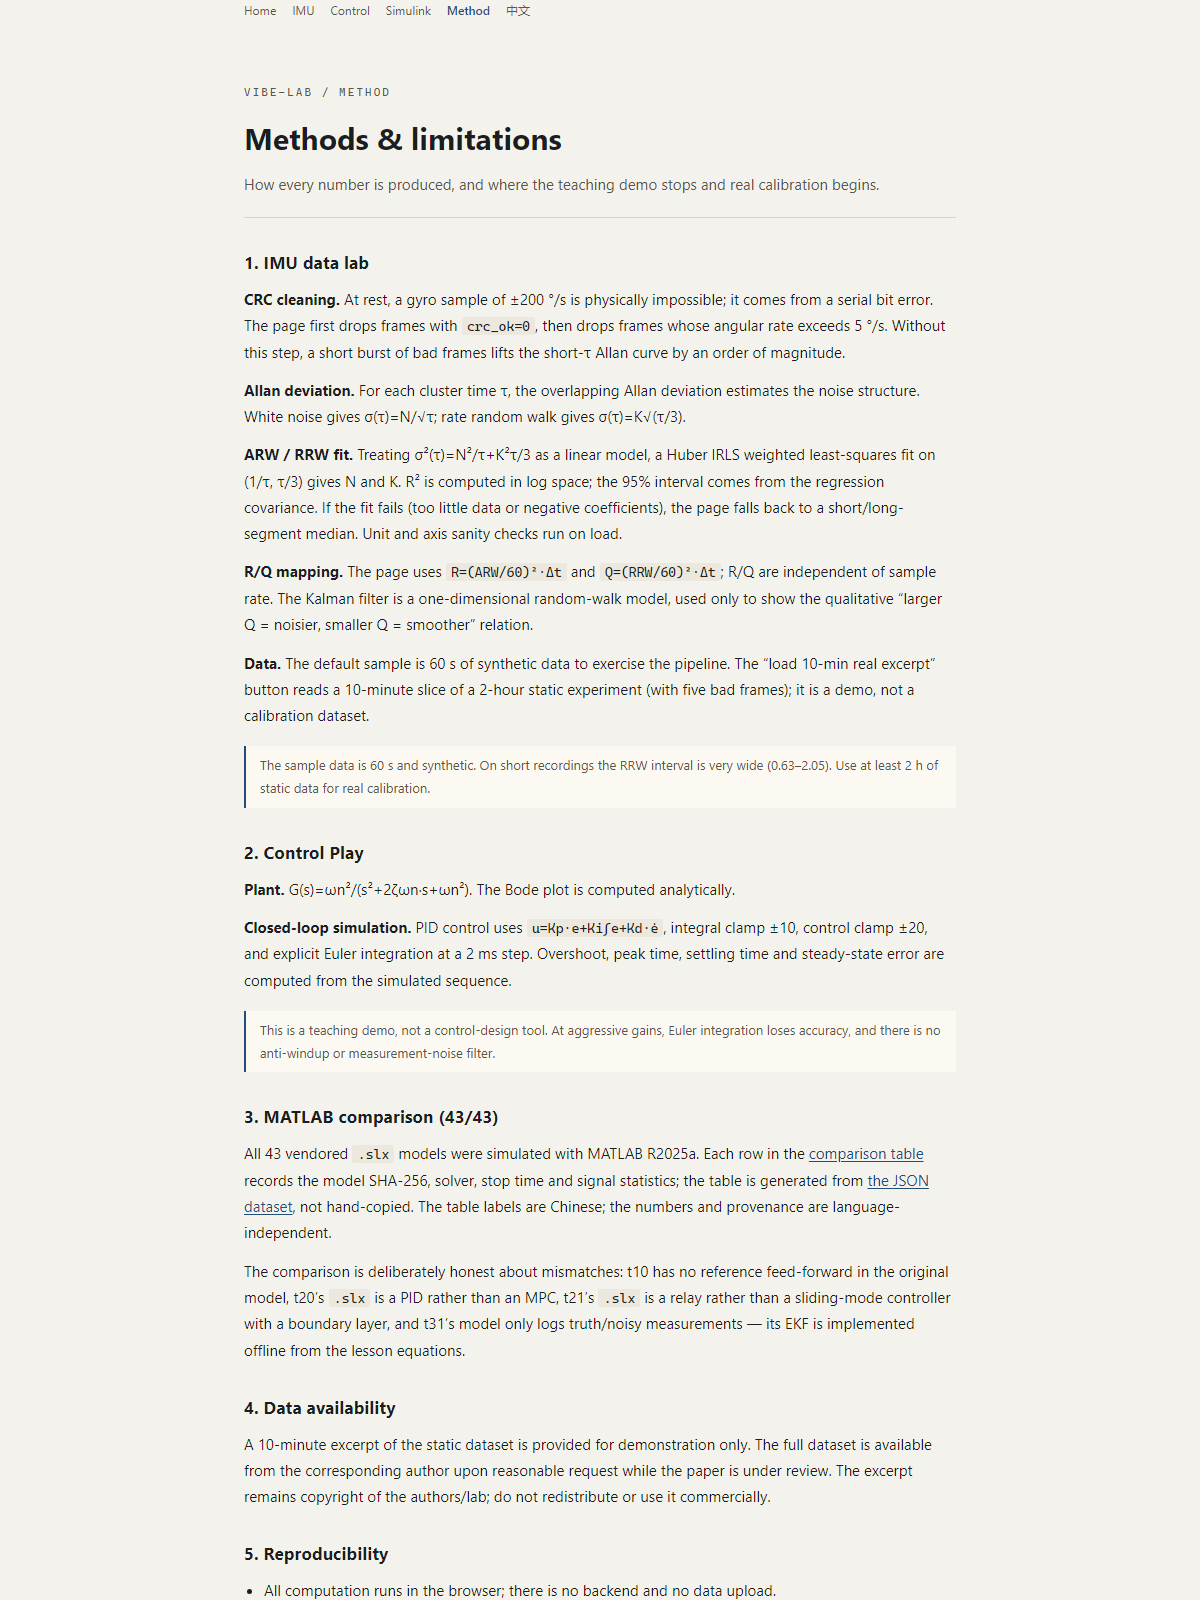 Home IMU Control Simulink Method 中文
VIBE-LAB / METHOD
Methods & limitations
How every number is produced, and where the teaching demo stops and real calibration begins.
1. IMU data lab
CRC cleaning. At rest, a gyro sample of ±200 °/s is physically impossible; it comes from a serial bit error.
The page first drops frames with crc_ok=0, then drops frames whose angular rate exceeds 5 °/s. Without
this step, a short burst of bad frames lifts the short-τ Allan curve by an order of magnitude.
Allan deviation. For each cluster time τ, the overlapping Allan deviation estimates the noise structure.
White noise gives σ(τ)=N/√τ; rate random walk gives σ(τ)=K√(τ/3).
ARW / RRW fit. Treating σ²(τ)=N²/τ+K²τ/3 as a linear model, a Huber IRLS weighted least-squares fit on
(1/τ, τ/3) gives N and K. R² is computed in log space; the 95% interval comes from the regression
covariance. If the fit fails (too little data or negative coefficients), the page falls back to a short/long-
segment median. Unit and axis sanity checks run on load.
R/Q mapping. The page uses R=(ARW/60)²·Δt and Q=(RRW/60)²·Δt; R/Q are independent of sample
rate. The Kalman filter is a one-dimensional random-walk model, used only to show the qualitative “larger
Q = noisier, smaller Q = smoother” relation.
Data. The default sample is 60 s of synthetic data to exercise the pipeline. The “load 10-min real excerpt”
button reads a 10-minute slice of a 2-hour static experiment (with five bad frames); it is a demo, not a
calibration dataset.
The sample data is 60 s and synthetic. On short recordings the RRW interval is very wide (0.63–2.05). Use at least 2 h of
static data for real calibration.
2. Control Play
Plant. G(s)=ωn²/(s²+2ζωn·s+ωn²). The Bode plot is computed analytically.
Closed-loop simulation. PID control uses u=Kp·e+Ki∫e+Kd·ė, integral clamp ±10, control clamp ±20,
and explicit Euler integration at a 2 ms step. Overshoot, peak time, settling time and steady-state error are
computed from the simulated sequence.
This is a teaching demo, not a control-design tool. At aggressive gains, Euler integration loses accuracy, and there is no
anti-windup or measurement-noise filter.
3. MATLAB comparison (43/43)
All 43 vendored .slx models were simulated with MATLAB R2025a. Each row in the comparison table
records the model SHA-256, solver, stop time and signal statistics; the table is generated from the JSON
dataset, not hand-copied. The table labels are Chinese; the numbers and provenance are language-
independent.
The comparison is deliberately honest about mismatches: t10 has no reference feed-forward in the original
model, t20’s .slx is a PID rather than an MPC, t21’s .slx is a relay rather than a sliding-mode controller
with a boundary layer, and t31’s model only logs truth/noisy measurements — its EKF is implemented
offline from the lesson equations.
4. Data availability
A 10-minute excerpt of the static dataset is provided for demonstration only. The full dataset is available
from the corresponding author upon reasonable request while the paper is under review. The excerpt
remains copyright of the authors/lab; do not redistribute or use it commercially.
5. Reproducibility
• All computation runs in the browser; there is no backend and no data upload.